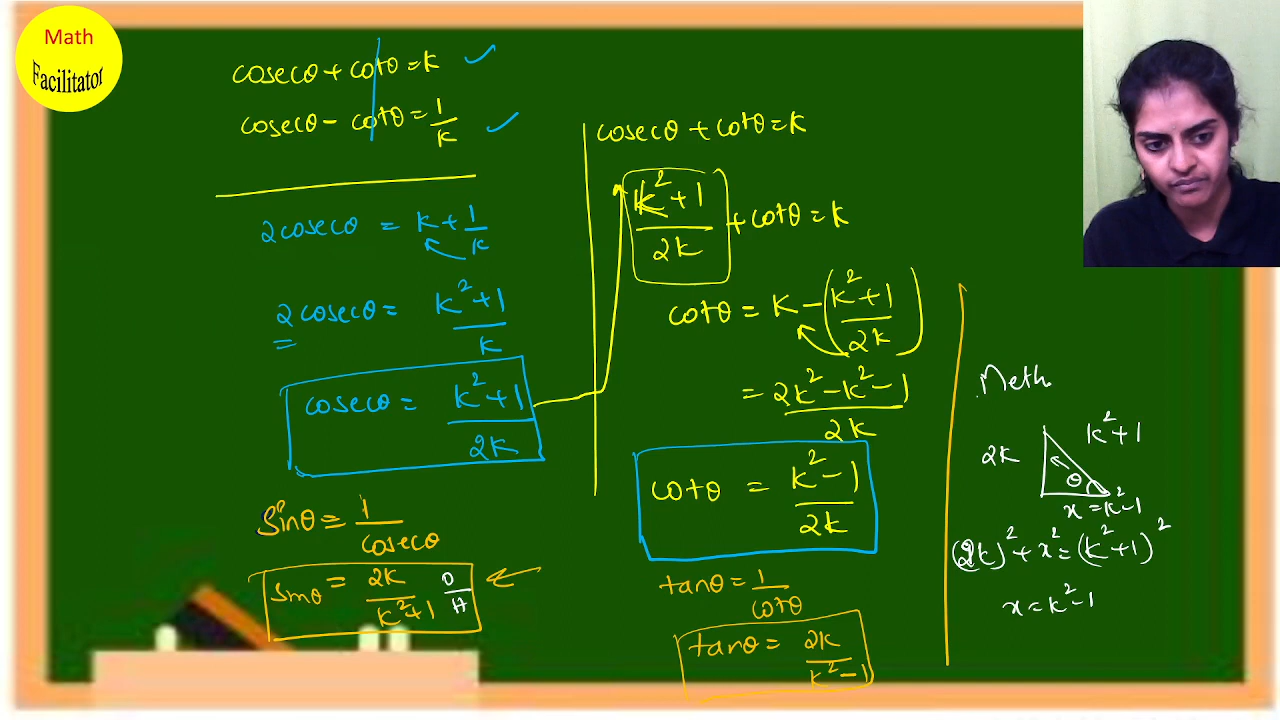 Math
Facilitator
cosecθ + cotθ = k ✓
cosecθ - cotθ = 1/k ✓
2cosecθ = k + 1/k
2cosecθ = k²+1/k
cosecθ = k²+1/2k
sinθ = 1/cosecθ
sinθ = 2k/k²+1 O/H
cosecθ + cotθ = k
k²+1/2k + cotθ = k
cotθ = k - (k²+1/2k)
= 2k²-k²-1/2k
cotθ = k²-1/2k
tanθ = 1/cotθ
tanθ = 2k/k²-1
Meth
k²+1
2k
θ
x = k²-1
(2k)² + x² = (k²+1)²
x = k²-1